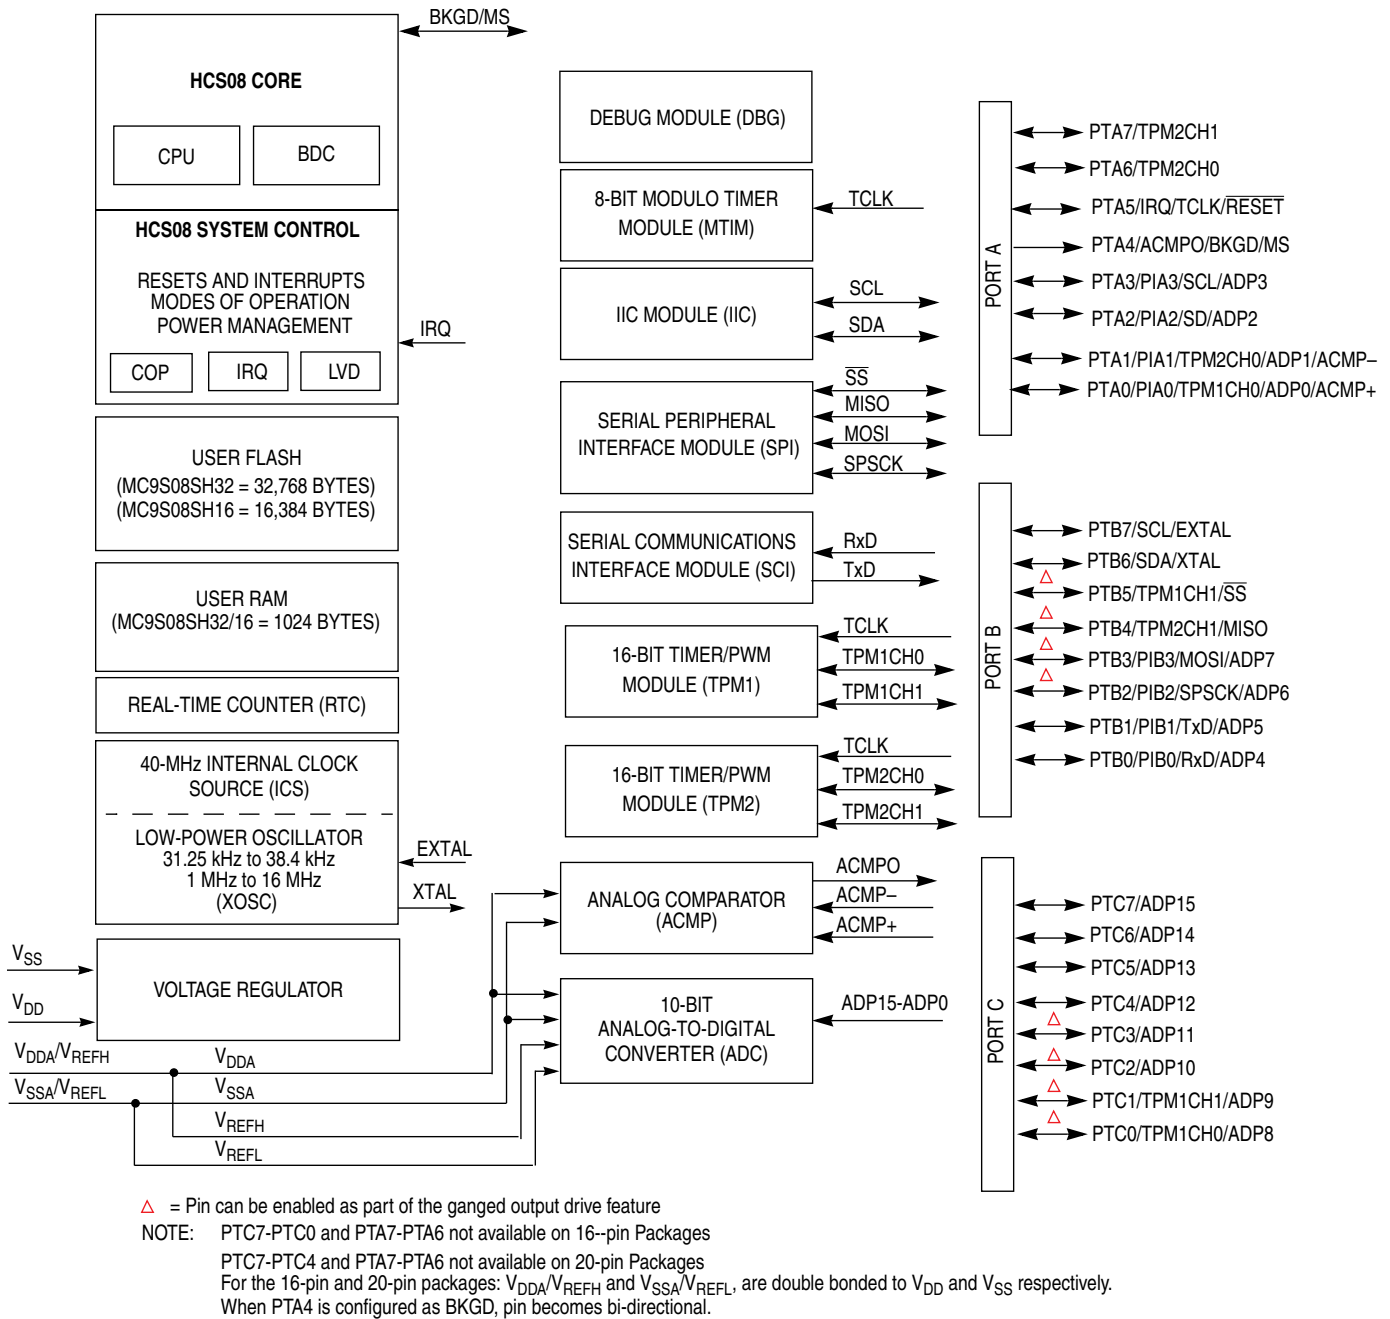 BKGD/MS
HCS08 CORE
CPU
BDC
HCS08 SYSTEM CONTROL
RESETS AND INTERRUPTS
MODES OF OPERATION
POWER MANAGEMENT
IRQ
COP
IRQ
LVD
USER FLASH
(MC9S08SH32 = 32,768 BYTES)
(MC9S08SH16 = 16,384 BYTES)
USER RAM
(MC9S08SH32/16 = 1024 BYTES)
REAL-TIME COUNTER (RTC)
40-MHz INTERNAL CLOCK
SOURCE (ICS)
LOW-POWER OSCILLATOR
31.25 kHz to 38.4 kHz
1 MHz to 16 MHz
(XOSC)
EXTAL
XTAL
VSS
VDD
VOLTAGE REGULATOR
VDDA/VREFH
VSSA/VREFL
VDDA
VSSA
VREFH
VREFL
DEBUG MODULE (DBG)
8-BIT MODULO TIMER
MODULE (MTIM)
TCLK
IIC MODULE (IIC)
SCL
SDA
SERIAL PERIPHERAL
INTERFACE MODULE (SPI)
SS
MISO
MOSI
SPSCK
SERIAL COMMUNICATIONS
INTERFACE MODULE (SCI)
RxD
TxD
16-BIT TIMER/PWM
MODULE (TPM1)
TCLK
TPM1CH0
TPM1CH1
16-BIT TIMER/PWM
MODULE (TPM2)
TCLK
TPM2CH0
TPM2CH1
ANALOG COMPARATOR
(ACMP)
ACMPO
ACMP–
ACMP+
10-BIT
ANALOG-TO-DIGITAL
CONVERTER (ADC)
ADP15-ADP0
PORT A
PTA7/TPM2CH1
PTA6/TPM2CH0
PTA5/IRQ/TCLK/RESET
PTA4/ACMPO/BKGD/MS
PTA3/PIA3/SCL/ADP3
PTA2/PIA2/SD/ADP2
PTA1/PIA1/TPM2CH0/ADP1/ACMP–
PTA0/PIA0/TPM1CH0/ADP0/ACMP+
PORT B
PTB7/SCL/EXTAL
PTB6/SDA/XTAL
PTB5/TPM1CH1/SS
PTB4/TPM2CH1/MISO
PTB3/PIB3/MOSI/ADP7
PTB2/PIB2/SPSCK/ADP6
PTB1/PIB1/TxD/ADP5
PTB0/PIB0/RxD/ADP4
PORT C
PTC7/ADP15
PTC6/ADP14
PTC5/ADP13
PTC4/ADP12
PTC3/ADP11
PTC2/ADP10
PTC1/TPM1CH1/ADP9
PTC0/TPM1CH0/ADP8
Δ = Pin can be enabled as part of the ganged output drive feature
NOTE: PTC7-PTC0 and PTA7-PTA6 not available on 16--pin Packages
PTC7-PTC4 and PTA7-PTA6 not available on 20-pin Packages
For the 16-pin and 20-pin packages: VDDA/VREFH and VSSA/VREFL, are double bonded to VDD and VSS respectively.
When PTA4 is configured as BKGD, pin becomes bi-directional.